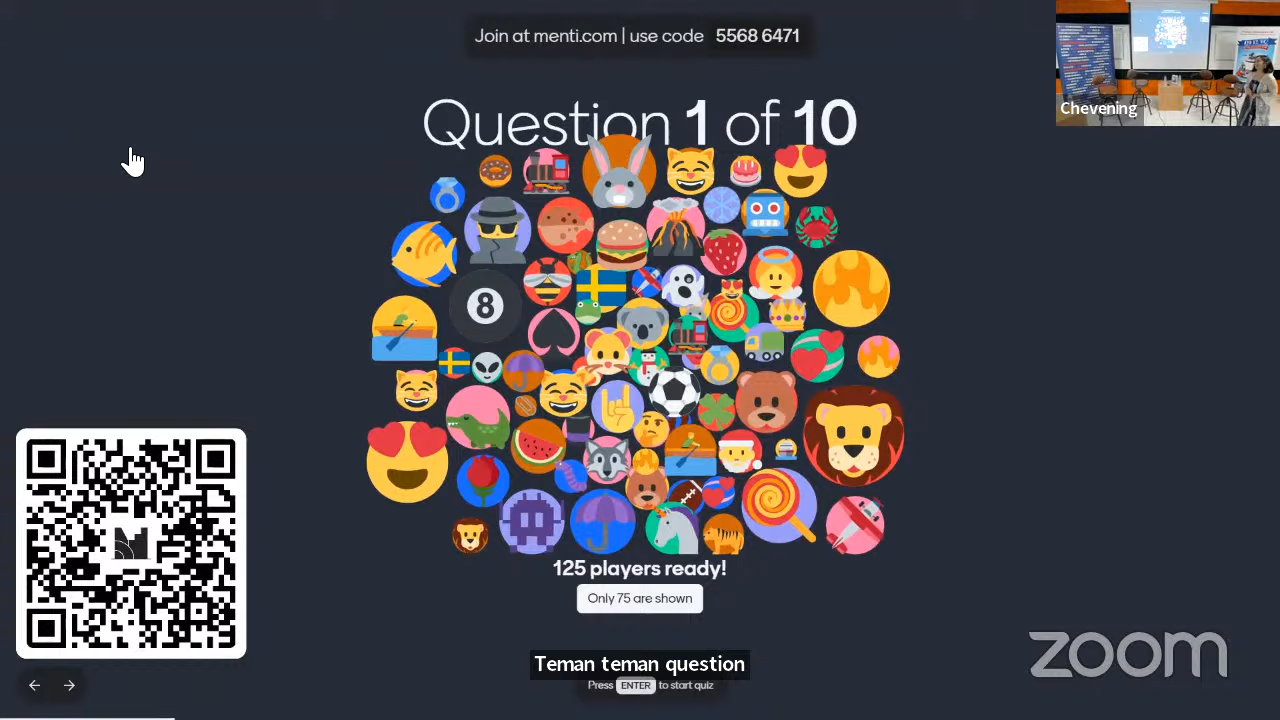 Join at menti.com | use code 5568 6471
Chevening
Question 1 of 10
8
125 players ready!
Only 75 are shown
Teman teman question
Press ENTER to start quiz
zoom